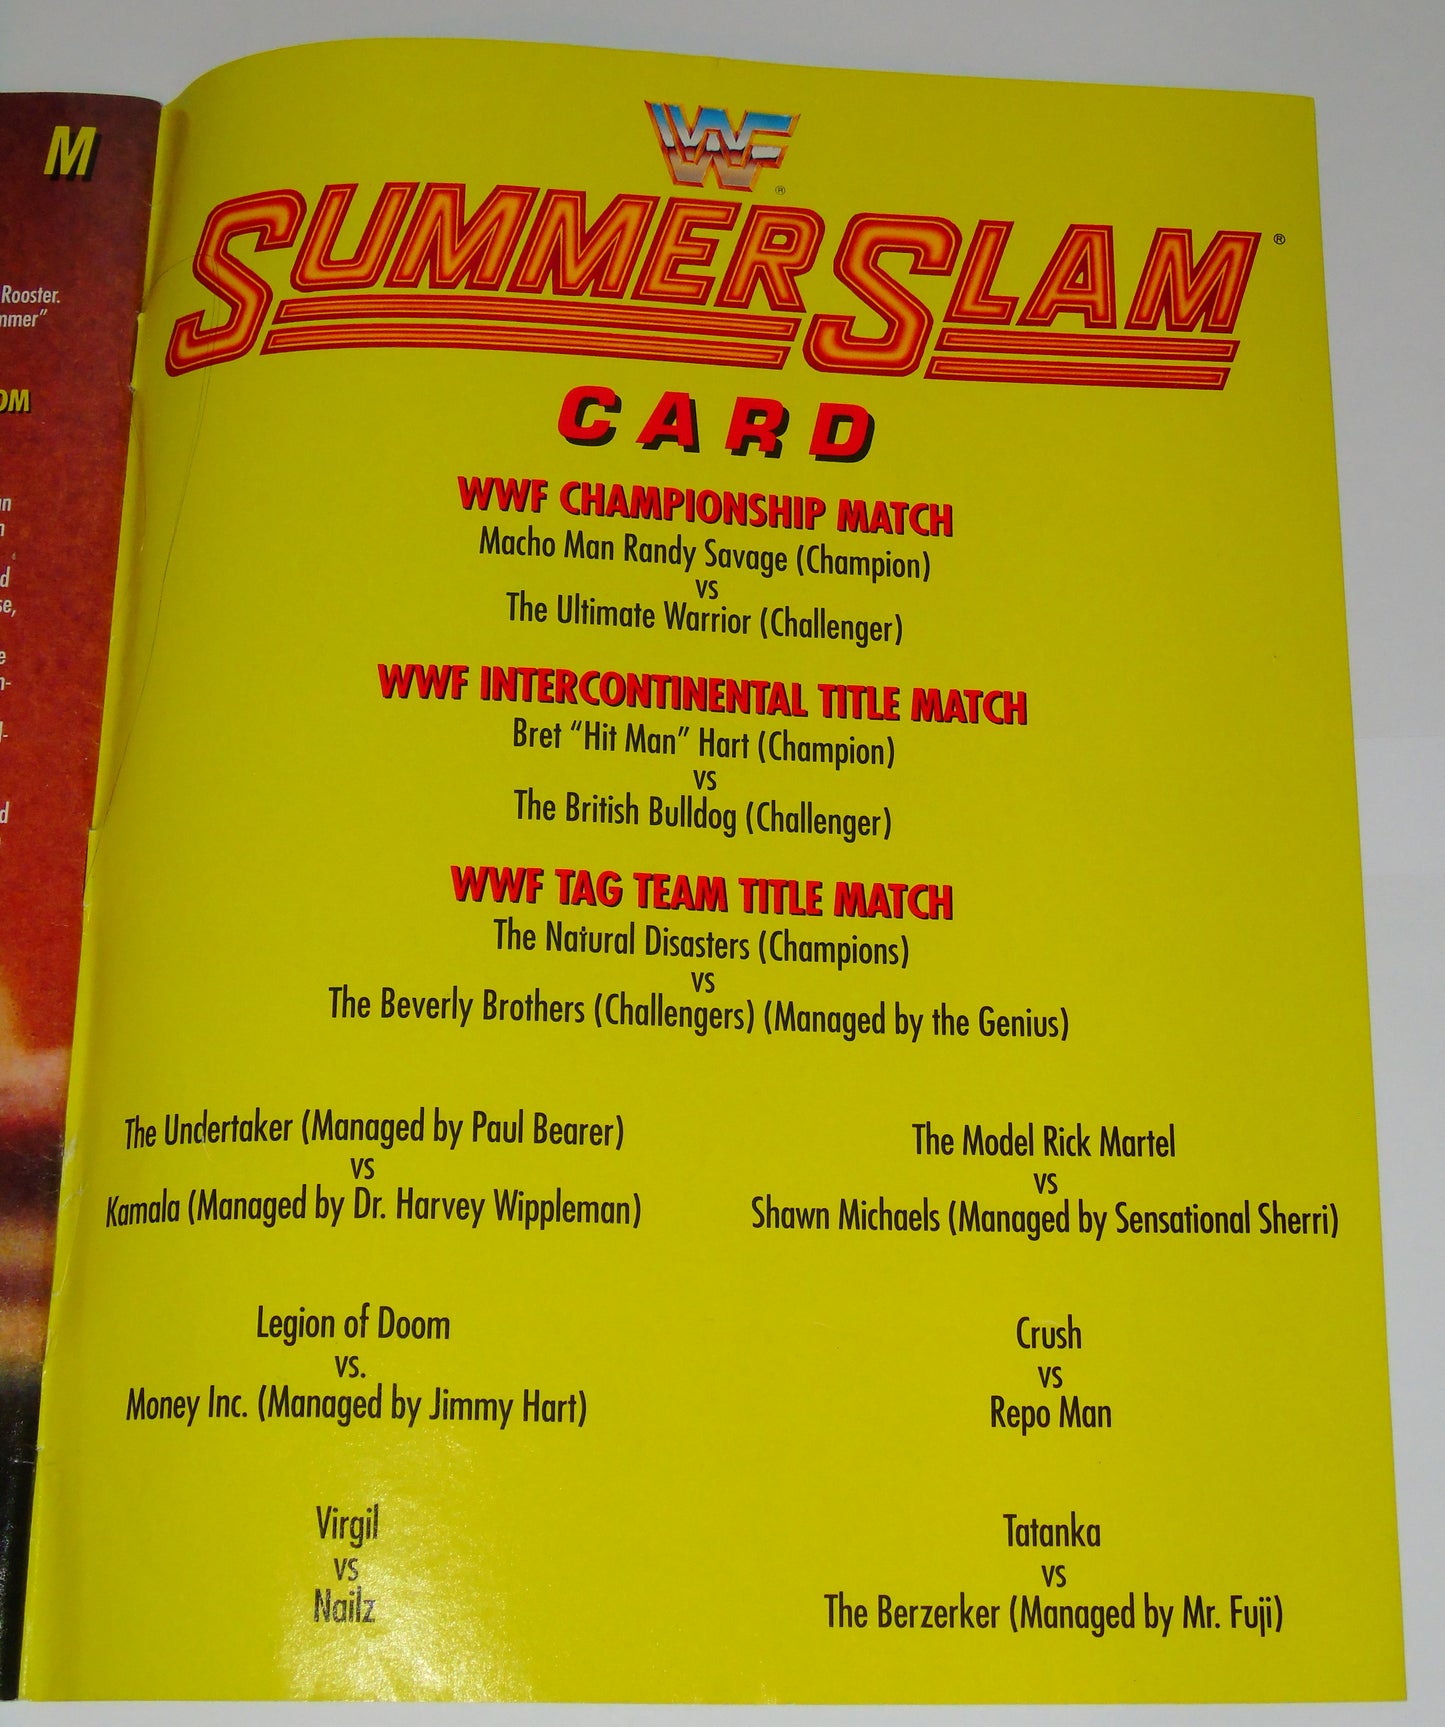 M
Rooster.
mmer"
OM
an
n
d
se,
e
n-
d
WWF ®
SUMMERSLAM ®
CARD
WWF CHAMPIONSHIP MATCH
Macho Man Randy Savage (Champion)
vs
The Ultimate Warrior (Challenger)
WWF INTERCONTINENTAL TITLE MATCH
Bret “Hit Man” Hart (Champion)
vs
The British Bulldog (Challenger)
WWF TAG TEAM TITLE MATCH
The Natural Disasters (Champions)
vs
The Beverly Brothers (Challengers) (Managed by the Genius)
The Undertaker (Managed by Paul Bearer)
vs
Kamala (Managed by Dr. Harvey Wippleman)
The Model Rick Martel
vs
Shawn Michaels (Managed by Sensational Sherri)
Legion of Doom
vs.
Money Inc. (Managed by Jimmy Hart)
Crush
vs
Repo Man
Virgil
vs
Nailz
Tatanka
vs
The Berzerker (Managed by Mr. Fuji)